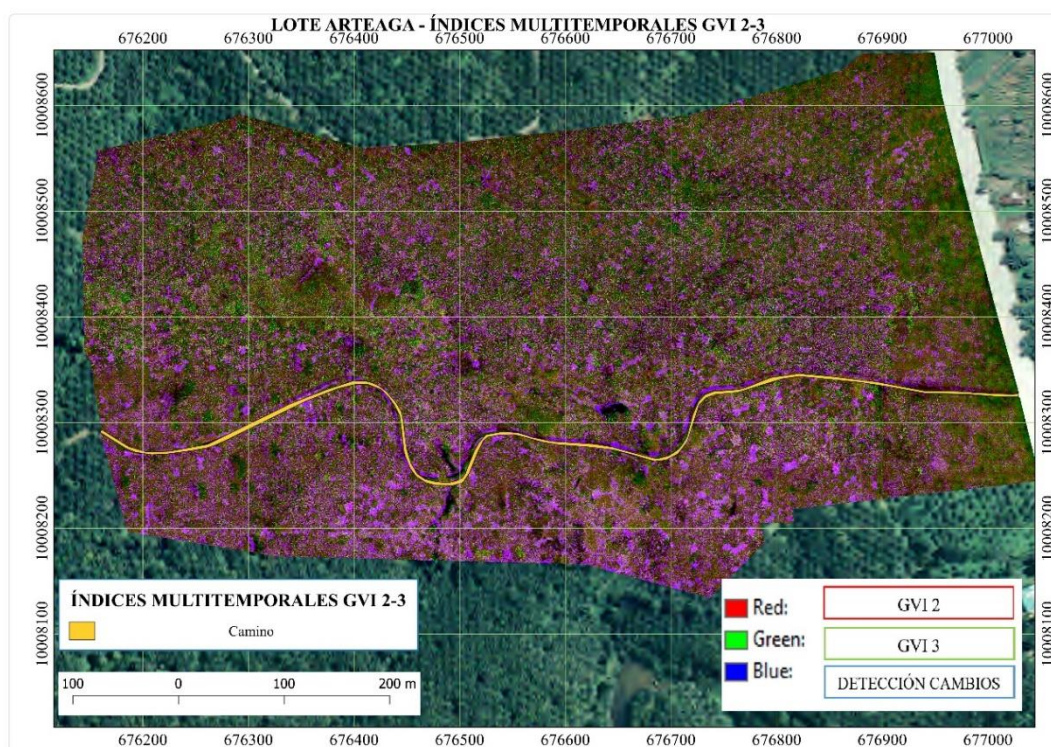 LOTE ARTEAGA - ÍNDICES MULTITEMPORALES GVI 2-3
676200 676300 676400 676500 676600 676700 676800 676900 677000
10008600 10008600
10008500 10008500
10008400 10008400
10008300 10008300
10008200 10008200
10008100 10008100
ÍNDICES MULTITEMPORALES GVI 2-3
Camino
100 0 100 200 m
Red: GVI 2
Green: GVI 3
Blue: DETECCIÓN CAMBIOS
676200 676300 676400 676500 676600 676700 676800 676900 677000